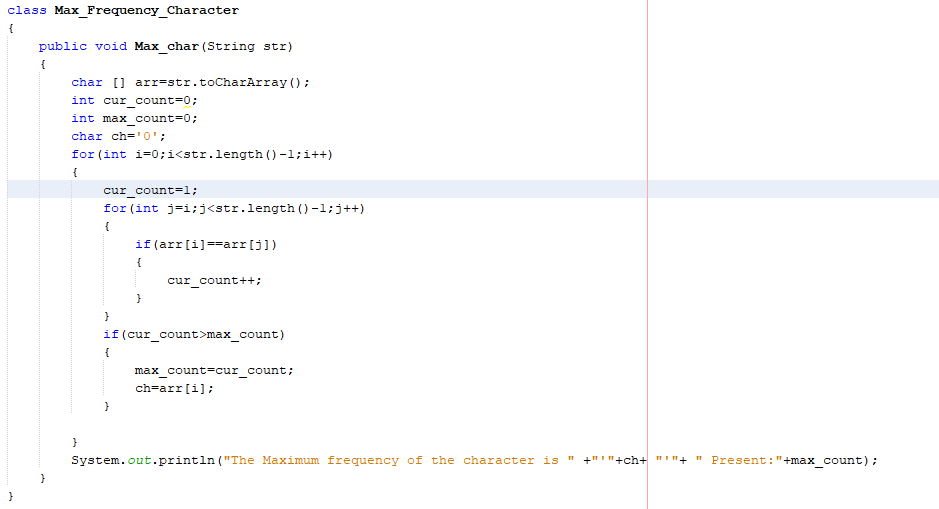 class Max_Frequency_Character
{
    public void Max_char(String str)
    {
        char [] arr=str.toCharArray();
        int cur_count=0;
        int max_count=0;
        char ch='0';
        for(int i=0;i<str.length()-1;i++)
        {
            cur_count=1;
            for(int j=i;j<str.length()-1;j++)
            {
                if(arr[i]==arr[j])
                {
                    cur_count++;
                }
            }
            if(cur_count>max_count)
            {
                max_count=cur_count;
                ch=arr[i];
            }

        }
        System.out.println("The Maximum frequency of the character is " +"'"+ch+ "'"+ " Present:"+max_count);
    }
}